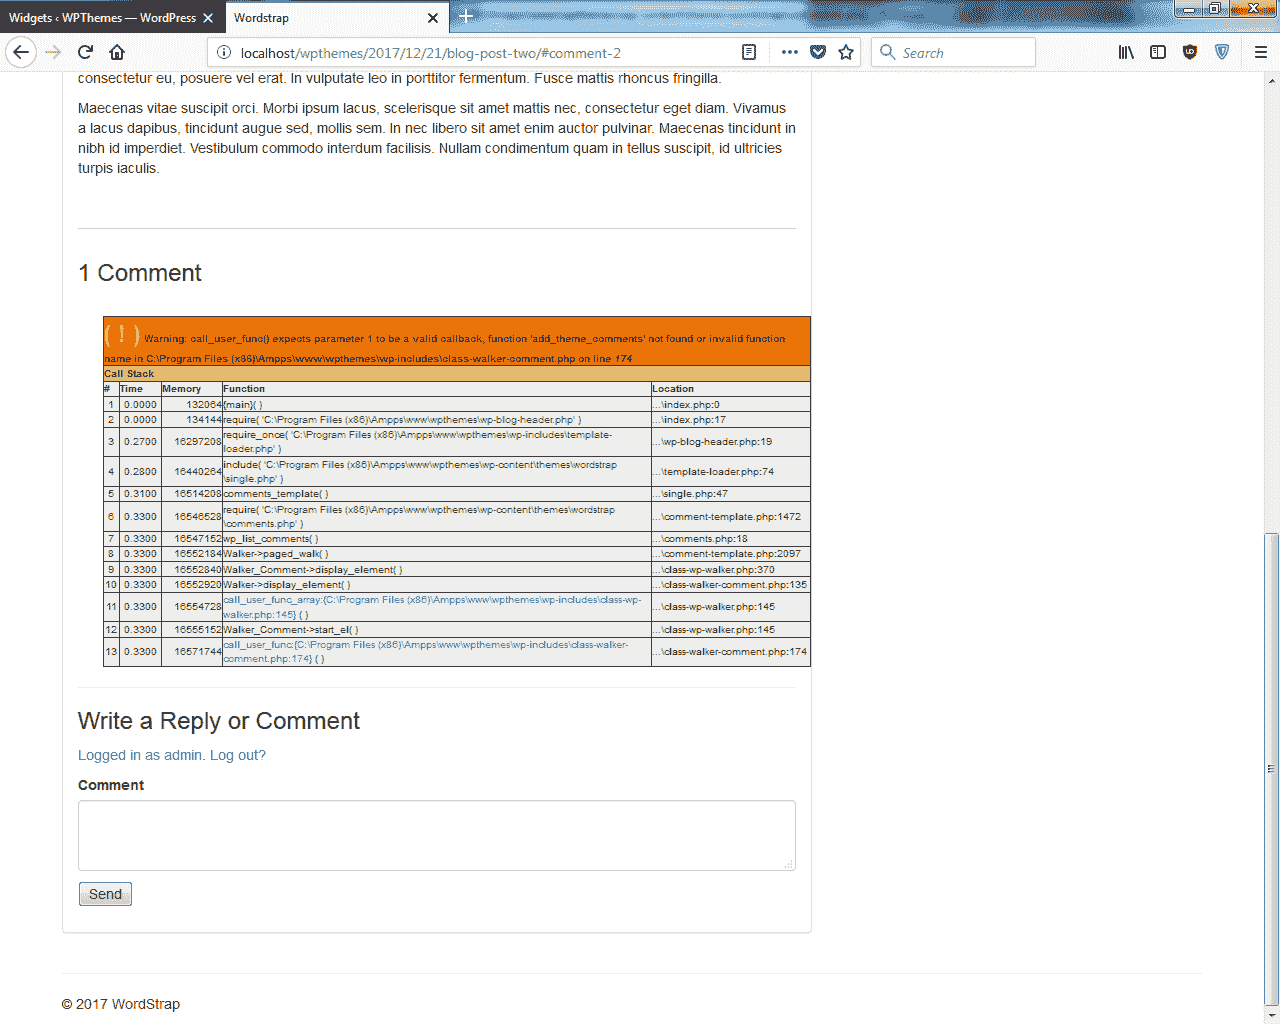 Widgets ‹ WPThemes — WordPress
Wordstrap
localhost/wpthemes/2017/12/21/blog-post-two/#comment-2
Search
consectetur eu, posuere vel erat. In vulputate leo in porttitor fermentum. Fusce mattis rhoncus fringilla.
Maecenas vitae suscipit orci. Morbi ipsum lacus, scelerisque sit amet mattis nec, consectetur eget diam. Vivamus
a lacus dapibus, tincidunt augue sed, mollis sem. In nec libero sit amet enim auctor pulvinar. Maecenas tincidunt in
nibh id imperdiet. Vestibulum commodo interdum facilisis. Nullam condimentum quam in tellus suscipit, id ultricies
turpis iaculis.
1 Comment
( ! ) Warning: call_user_func() expects parameter 1 to be a valid callback, function 'add_theme_comments' not found or invalid function
name in C:\Program Files (x86)\Ampps\www\wpthemes\wp-includes\class-walker-comment.php on line 174
Call Stack
# Time Memory Function Location
1 0.0000 132064 {main}( ) ...\index.php:0
2 0.0000 134144 require( 'C:\Program Files (x86)\Ampps\www\wpthemes\wp-blog-header.php' ) ...\index.php:17
3 0.2700 16297208 require_once( 'C:\Program Files (x86)\Ampps\www\wpthemes\wp-includes\template-
loader.php' ) ...\wp-blog-header.php:19
4 0.2800 16440264 include( 'C:\Program Files (x86)\Ampps\www\wpthemes\wp-content\themes\wordstrap
\single.php' ) ...\template-loader.php:74
5 0.3100 16514208 comments_template( ) ...\single.php:47
6 0.3300 16546528 require( 'C:\Program Files (x86)\Ampps\www\wpthemes\wp-content\themes\wordstrap
\comments.php' ) ...\comment-template.php:1472
7 0.3300 16547152 wp_list_comments( ) ...\comments.php:18
8 0.3300 16552184 Walker->paged_walk( ) ...\comment-template.php:2097
9 0.3300 16552840 Walker_Comment->display_element( ) ...\class-wp-walker.php:370
10 0.3300 16552920 Walker->display_element( ) ...\class-walker-comment.php:135
11 0.3300 16554728 call_user_func_array:{C:\Program Files (x86)\Ampps\www\wpthemes\wp-includes\class-wp-
walker.php:145} ( ) ...\class-wp-walker.php:145
12 0.3300 16555152 Walker_Comment->start_el( ) ...\class-wp-walker.php:145
13 0.3300 16571744 call_user_func:{C:\Program Files (x86)\Ampps\www\wpthemes\wp-includes\class-walker-
comment.php:174} ( ) ...\class-walker-comment.php:174
Write a Reply or Comment
Logged in as admin. Log out?
Comment
Send
© 2017 WordStrap